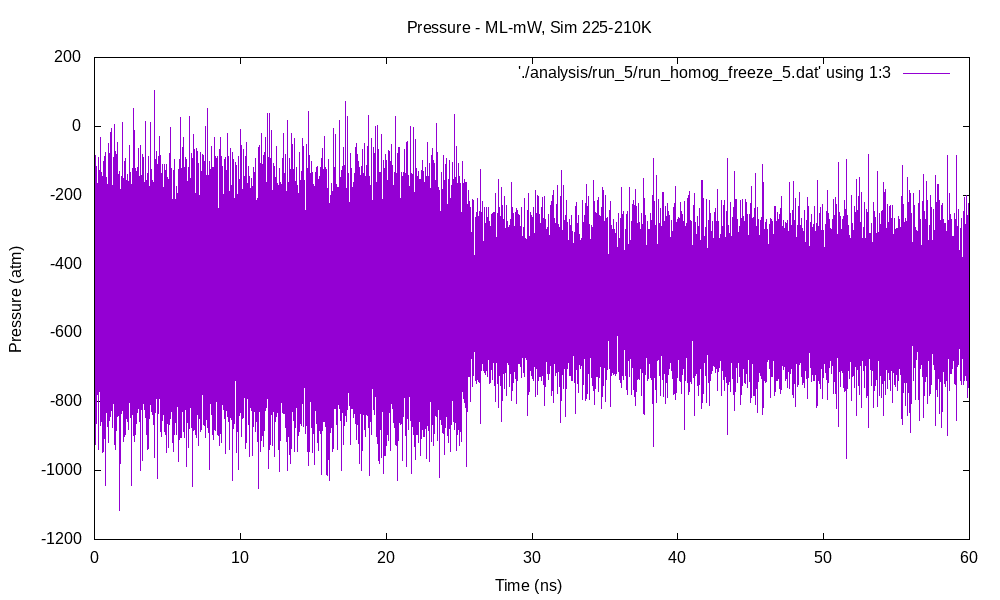 Pressure - ML-mW, Sim 225-210K
'./analysis/run_5/run_homog_freeze_5.dat' using 1:3
200
0
-200
-400
-600
-800
-1000
-1200
Pressure (atm)
0 10 20 30 40 50 60
Time (ns)